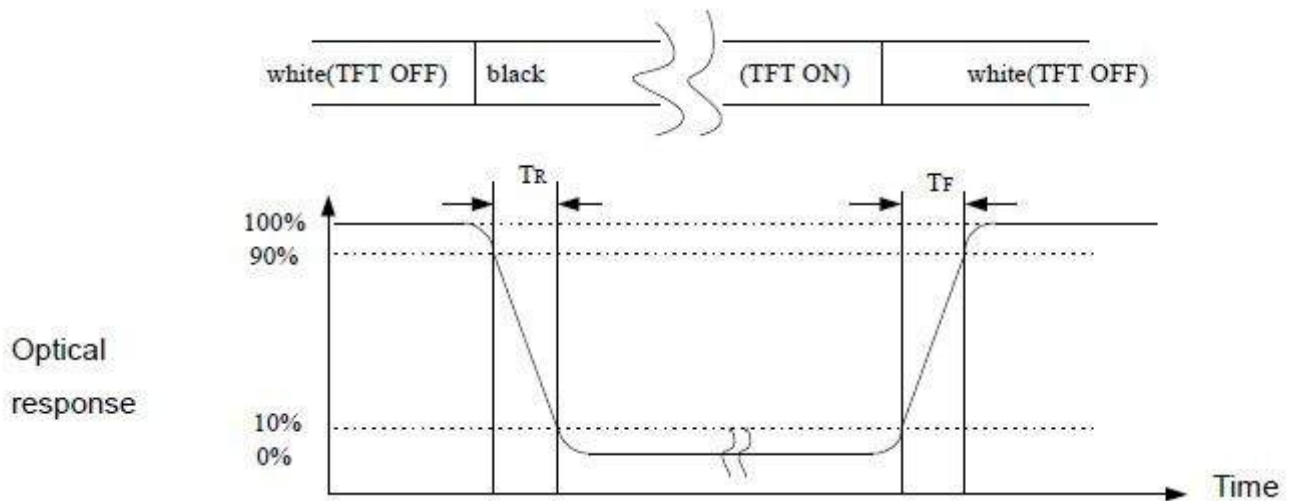 white(TFT OFF) black (TFT ON) white(TFT OFF)
TR TF
100%
90%
Optical
response
10%
0%
Time